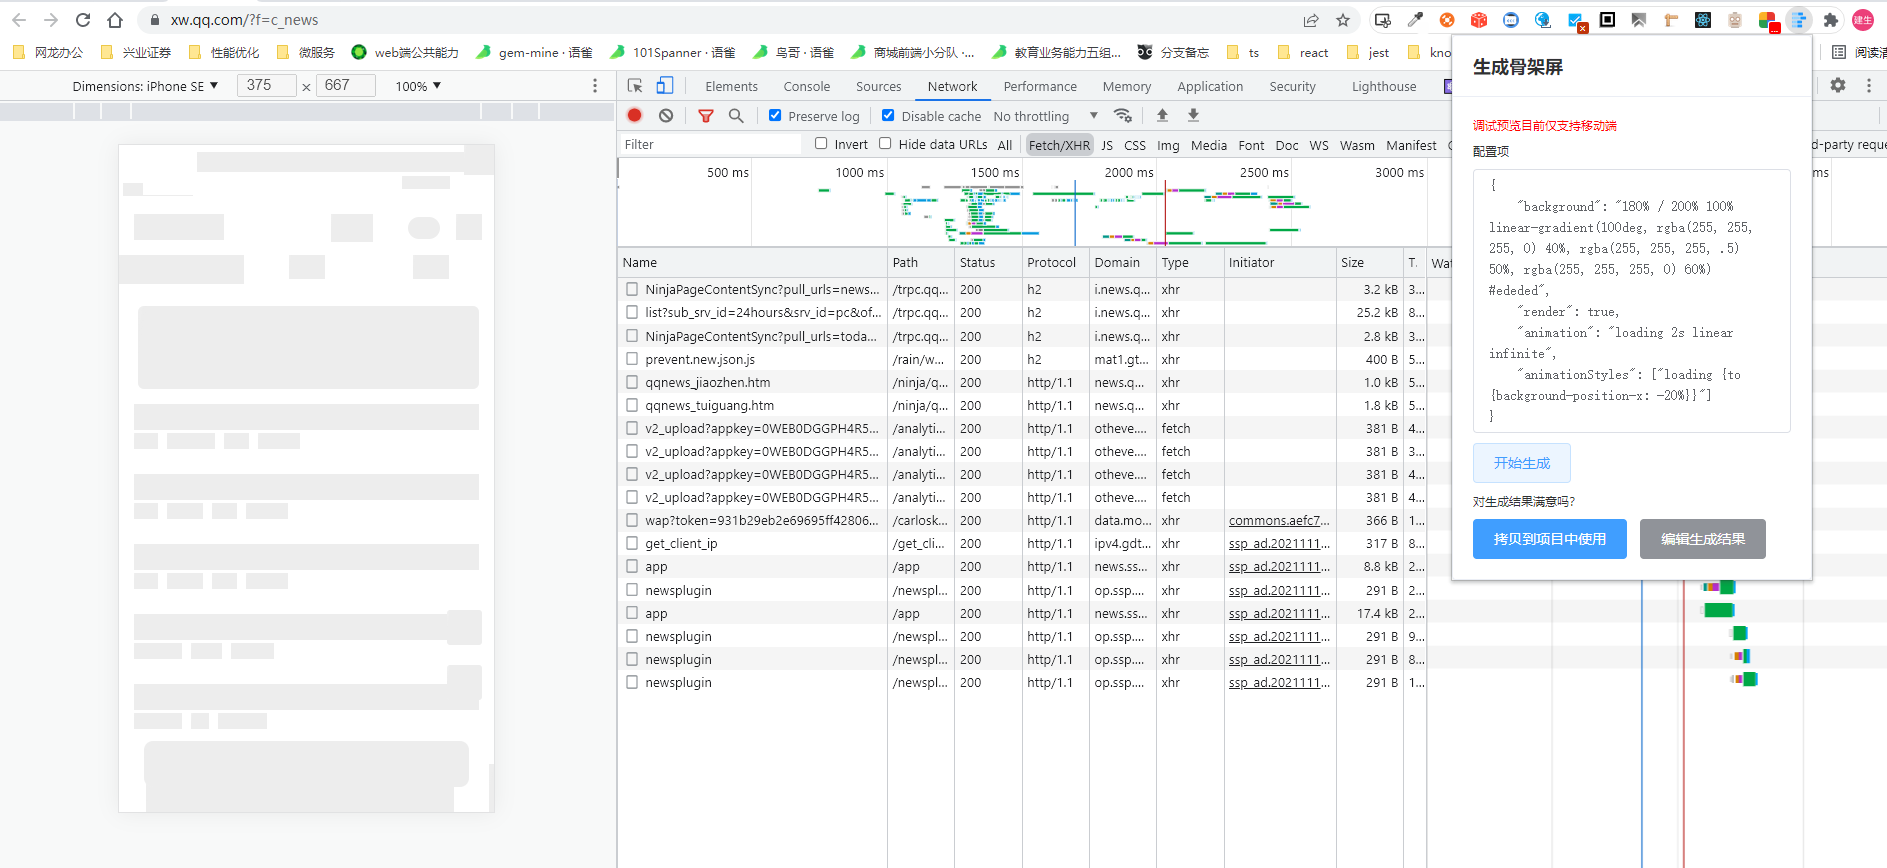 xw.qq.com/?f=c_news
建生
网龙办公 兴业证券 性能优化 微服务 web端公共能力 gem-mine · 语雀 101Spanner · 语雀 鸟哥 · 语雀 商城前端小分队 ·... 教育业务能力五组... 分支备忘 ts react jest kno 阅读清
Dimensions: iPhone SE ▼ 375 × 667 100% ▼
Elements Console Sources Network Performance Memory Application Security Lighthouse
Preserve log Disable cache No throttling ▼
Filter Invert Hide data URLs All Fetch/XHR JS CSS Img Media Font Doc WS Wasm Manifest d-party reque
500 ms 1000 ms 1500 ms 2000 ms 2500 ms 3000 ms ms
Name Path Status Protocol Domain Type Initiator Size T. Wat
NinjaPageContentSync?pull_urls=news... /trpc.qq... 200 h2 i.news.q... xhr 3.2 kB 3...
list?sub_srv_id=24hours&srv_id=pc&of... /trpc.qq... 200 h2 i.news.q... xhr 25.2 kB 8...
NinjaPageContentSync?pull_urls=toda... /trpc.qq... 200 h2 i.news.q... xhr 2.8 kB 3...
prevent.new.json.js /rain/w... 200 h2 mat1.gt... xhr 400 B 5...
qqnews_jiaozhen.htm /ninja/q... 200 http/1.1 news.q... xhr 1.0 kB 5...
qqnews_tuiguang.htm /ninja/q... 200 http/1.1 news.q... xhr 1.8 kB 5...
v2_upload?appkey=0WEB0DGGPH4R5... /analyti... 200 http/1.1 otheve.... fetch 381 B 4...
v2_upload?appkey=0WEB0DGGPH4R5... /analyti... 200 http/1.1 otheve.... fetch 381 B 3...
v2_upload?appkey=0WEB0DGGPH4R5... /analyti... 200 http/1.1 otheve.... fetch 381 B 4...
v2_upload?appkey=0WEB0DGGPH4R5... /analyti... 200 http/1.1 otheve.... fetch 381 B 4...
wap?token=931b29eb2e69695ff42806... /carlosk... 200 http/1.1 data.mo... xhr commons.aefc7... 366 B 1...
get_client_ip /get_cli... 200 http/1.1 ipv4.gdt... xhr ssp_ad.2021111... 317 B 8...
app /app 200 http/1.1 news.ss... xhr ssp_ad.2021111... 8.8 kB 2...
newsplugin /newspl... 200 http/1.1 op.ssp.... xhr ssp_ad.2021111... 291 B 2...
app /app 200 http/1.1 news.ss... xhr ssp_ad.2021111... 17.4 kB 2...
newsplugin /newspl... 200 http/1.1 op.ssp.... xhr ssp_ad.2021111... 291 B 9...
newsplugin /newspl... 200 http/1.1 op.ssp.... xhr ssp_ad.2021111... 291 B 8...
newsplugin /newspl... 200 http/1.1 op.ssp.... xhr ssp_ad.2021111... 291 B 1...
生成骨架屏
调试预览目前仅支持移动端
配置项
{
"background": "180% / 200% 100%
linear-gradient(100deg, rgba(255, 255,
255, 0) 40%, rgba(255, 255, 255, .5)
50%, rgba(255, 255, 255, 0) 60%)
#ededed",
"render": true,
"animation": "loading 2s linear
infinite",
"animationStyles": ["loading {to
{background-position-x: -20%}}"]
}
开始生成
对生成结果满意吗?
拷贝到项目中使用 编辑生成结果